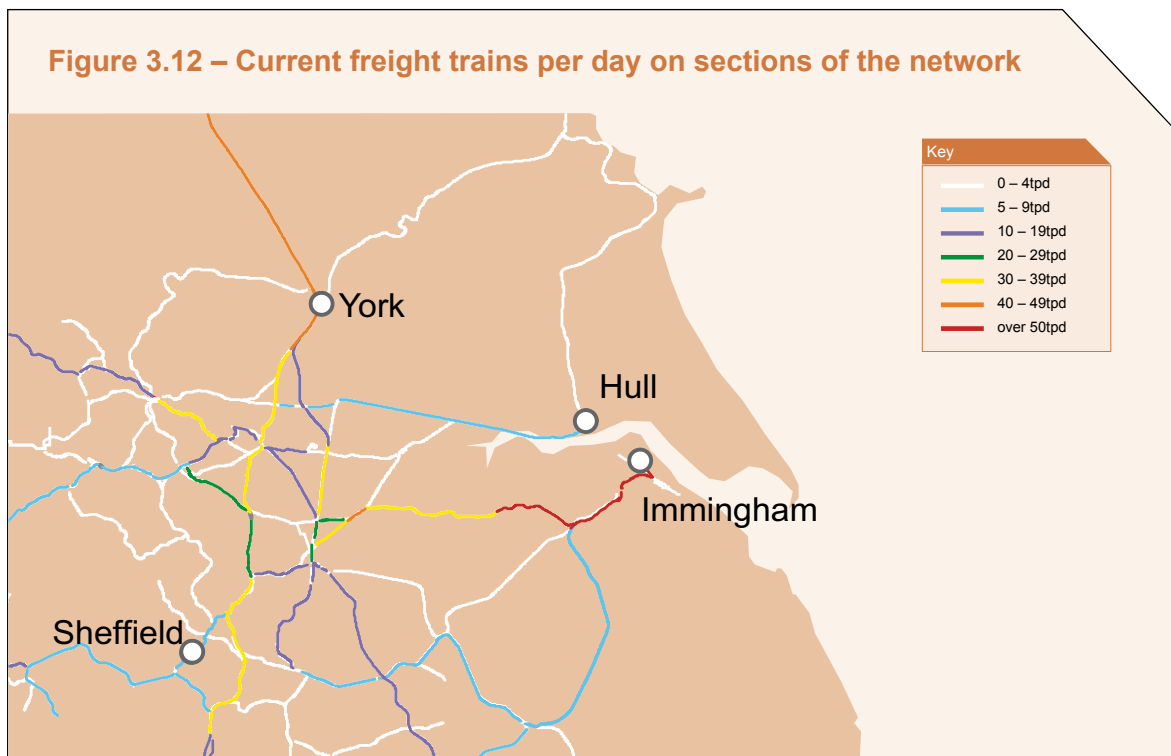 Figure 3.12 – Current freight trains per day on sections of the network
Key
0 – 4tpd
5 – 9tpd
10 – 19tpd
20 – 29tpd
30 – 39tpd
40 – 49tpd
over 50tpd
York
Hull
Immingham
Sheffield